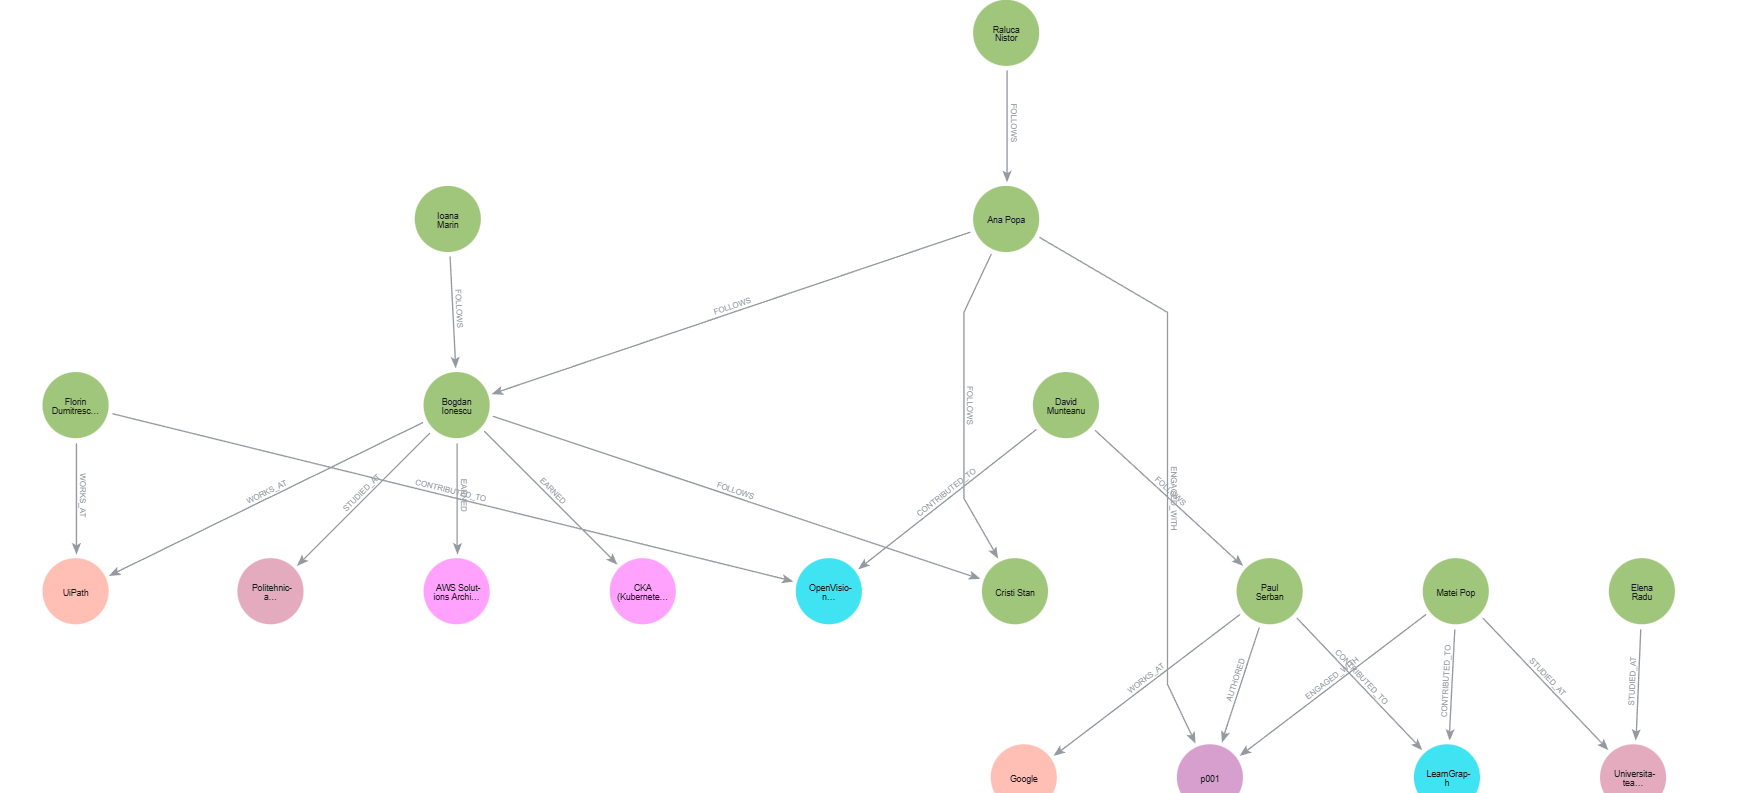 Raluca
Nistor
FOLLOWS
Ioana
Marin
Ana Popa
FOLLOWS
FOLLOWS
Florin
Dumitresc...
Bogdan
Ionescu
FOLLOWS
David
Munteanu
WORKS_AT
WORKS_AT
STUDIED_AT
EARNED
CONTRIBUTED_TO
EARNED
FOLLOWS
CONTRIBUTED_TO
ENGAGED_WITH
FOLLOWS
UiPath
Politehnic-
a...
AWS Solut-
ions Archi...
CKA
(Kubernete...
OpenVisio-
n...
Cristi Stan
Paul
Serban
Matei Pop
Elena
Radu
WORKS_AT
AUTHORED
ENGAGED_WITH
CONTRIBUTED_TO
CONTRIBUTED_TO
STUDIED_AT
STUDIED_AT
Google
p001
LearnGrap-
h
Universita-
tea...